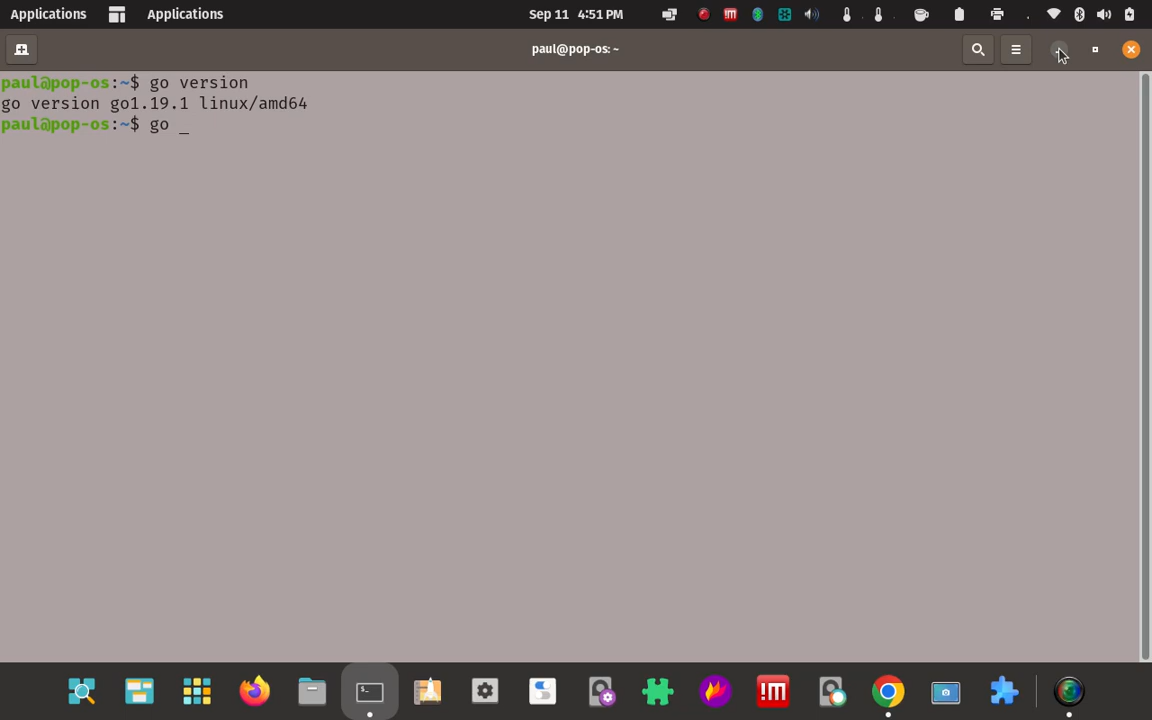 Applications Applications Sep 11 4:51 PM
paul@pop-os: ~
paul@pop-os:~$ go version
go version go1.19.1 linux/amd64
paul@pop-os:~$ go _